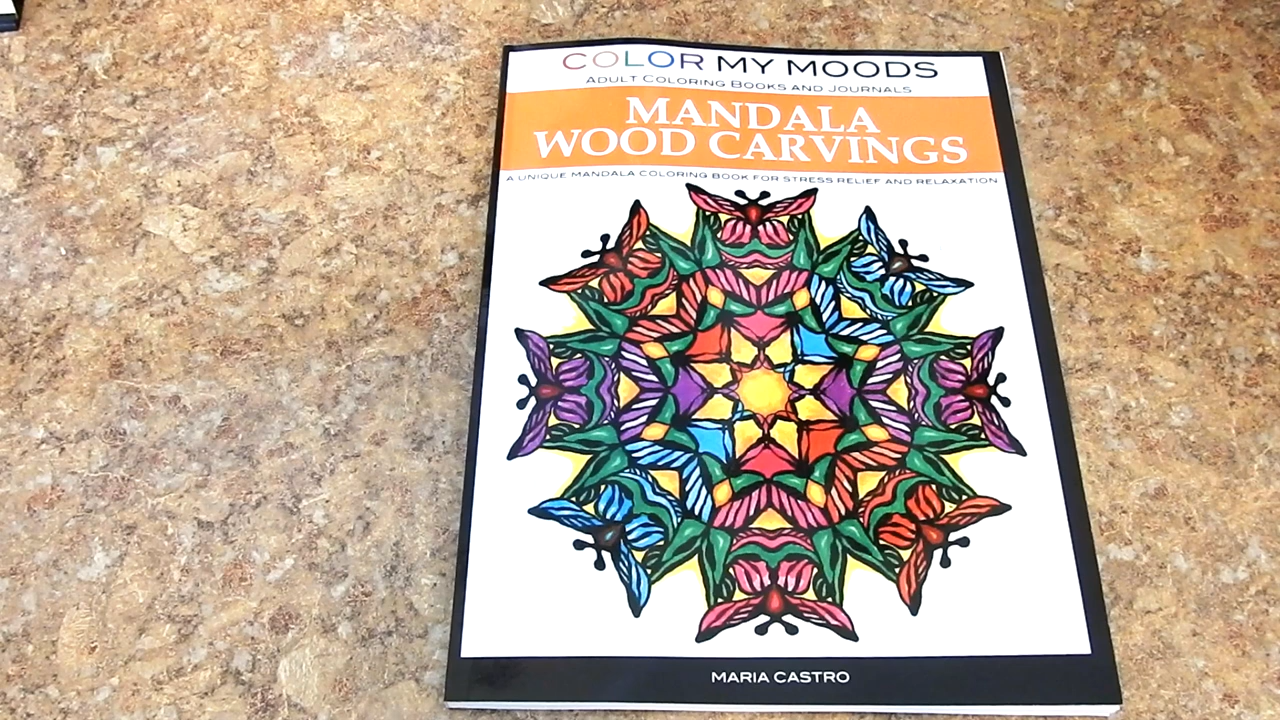 COLOR MY MOODS
ADULT COLORING BOOKS AND JOURNALS
MANDALA
WOOD CARVINGS
A UNIQUE MANDALA COLORING BOOK FOR STRESS RELIEF AND RELAXATION
MARIA CASTRO